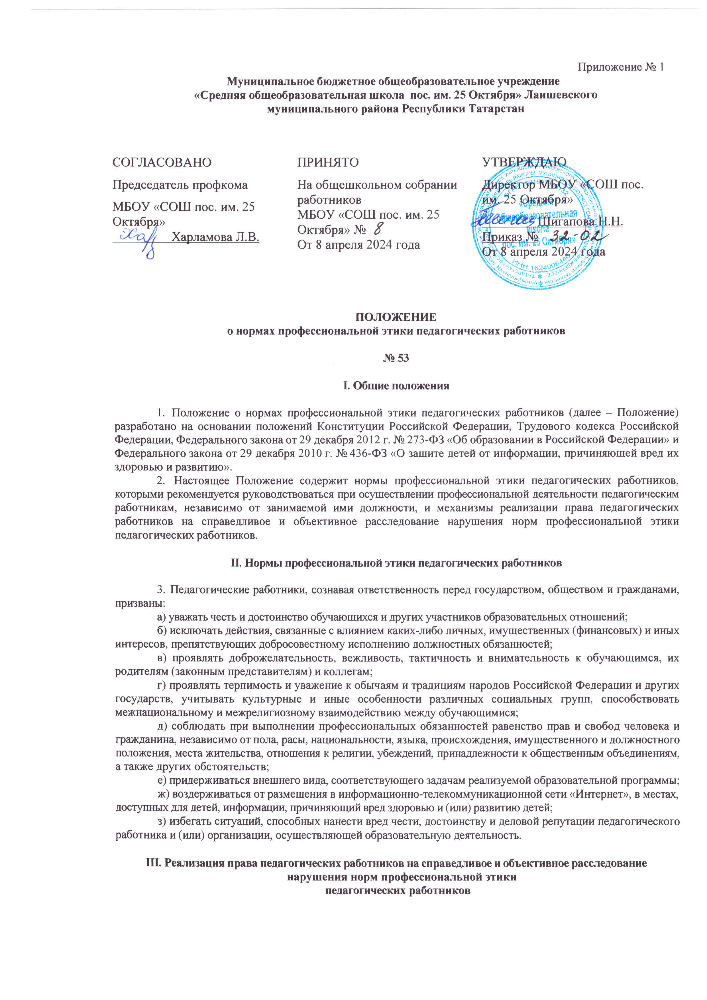 Приложение № 1
Муниципальное бюджетное общеобразовательное учреждение
«Средняя общеобразовательная школа пос. им. 25 Октября» Лаишевского
муниципального района Республики Татарстан
СОГЛАСОВАНО
Председатель профкома
МБОУ «СОШ пос. им. 25
Октября»
Харламова Л.В.
ПРИНЯТО
На общешкольном собрании
работников
МБОУ «СОШ пос. им. 25
Октября» № 8
От 8 апреля 2024 года
УТВЕРЖДАЮ
Директор МБОУ «СОШ пос.
им. 25 Октября»
Шигапова Н.Н.
Приказ № 32-02
От 8 апреля 2024 года
«Средняя
общеобразовательная
школа
пос. им. 25 Октября»
ИНН 1624006446
ПОЛОЖЕНИЕ
о нормах профессиональной этики педагогических работников
№ 53
I. Общие положения
1. Положение о нормах профессиональной этики педагогических работников (далее – Положение)
разработано на основании положений Конституции Российской Федерации, Трудового кодекса Российской
Федерации, Федерального закона от 29 декабря 2012 г. № 273-ФЗ «Об образовании в Российской Федерации» и
Федерального закона от 29 декабря 2010 г. № 436-ФЗ «О защите детей от информации, причиняющей вред их
здоровью и развитию».
2. Настоящее Положение содержит нормы профессиональной этики педагогических работников,
которыми рекомендуется руководствоваться при осуществлении профессиональной деятельности педагогическим
работникам, независимо от занимаемой ими должности, и механизмы реализации права педагогических
работников на справедливое и объективное расследование нарушения норм профессиональной этики
педагогических работников.
II. Нормы профессиональной этики педагогических работников
3. Педагогические работники, сознавая ответственность перед государством, обществом и гражданами,
призваны:
а) уважать честь и достоинство обучающихся и других участников образовательных отношений;
б) исключать действия, связанные с влиянием каких-либо личных, имущественных (финансовых) и иных
интересов, препятствующих добросовестному исполнению должностных обязанностей;
в) проявлять доброжелательность, вежливость, тактичность и внимательность к обучающимся, их
родителям (законным представителям) и коллегам;
г) проявлять терпимость и уважение к обычаям и традициям народов Российской Федерации и других
государств, учитывать культурные и иные особенности различных социальных групп, способствовать
межнациональному и межрелигиозному взаимодействию между обучающимися;
д) соблюдать при выполнении профессиональных обязанностей равенство прав и свобод человека и
гражданина, независимо от пола, расы, национальности, языка, происхождения, имущественного и должностного
положения, места жительства, отношения к религии, убеждений, принадлежности к общественным объединениям,
а также других обстоятельств;
е) придерживаться внешнего вида, соответствующего задачам реализуемой образовательной программы;
ж) воздерживаться от размещения в информационно-телекоммуникационной сети «Интернет», в местах,
доступных для детей, информации, причиняющий вред здоровью и (или) развитию детей;
з) избегать ситуаций, способных нанести вред чести, достоинству и деловой репутации педагогического
работника и (или) организации, осуществляющей образовательную деятельность.
III. Реализация права педагогических работников на справедливое и объективное расследование
нарушения норм профессиональной этики
педагогических работников